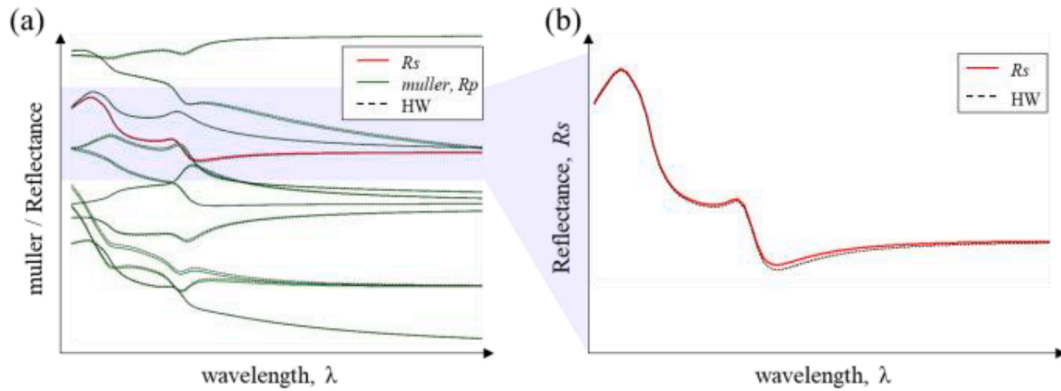 (a)
muller / Reflectance
Rs
muller, Rp
HW
wavelength, λ
(b)
Reflectance, Rs
Rs
HW
wavelength, λ